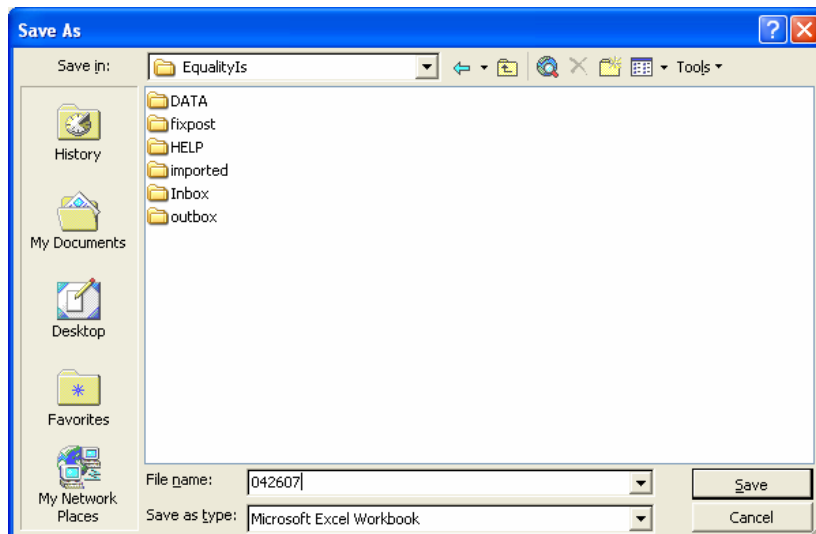 Save As
Save in: EqualityIs Tools
DATA
fixpost
HELP
imported
Inbox
outbox
History
My Documents
Desktop
Favorites
My Network
Places
File name: 042607 Save
Save as type: Microsoft Excel Workbook Cancel